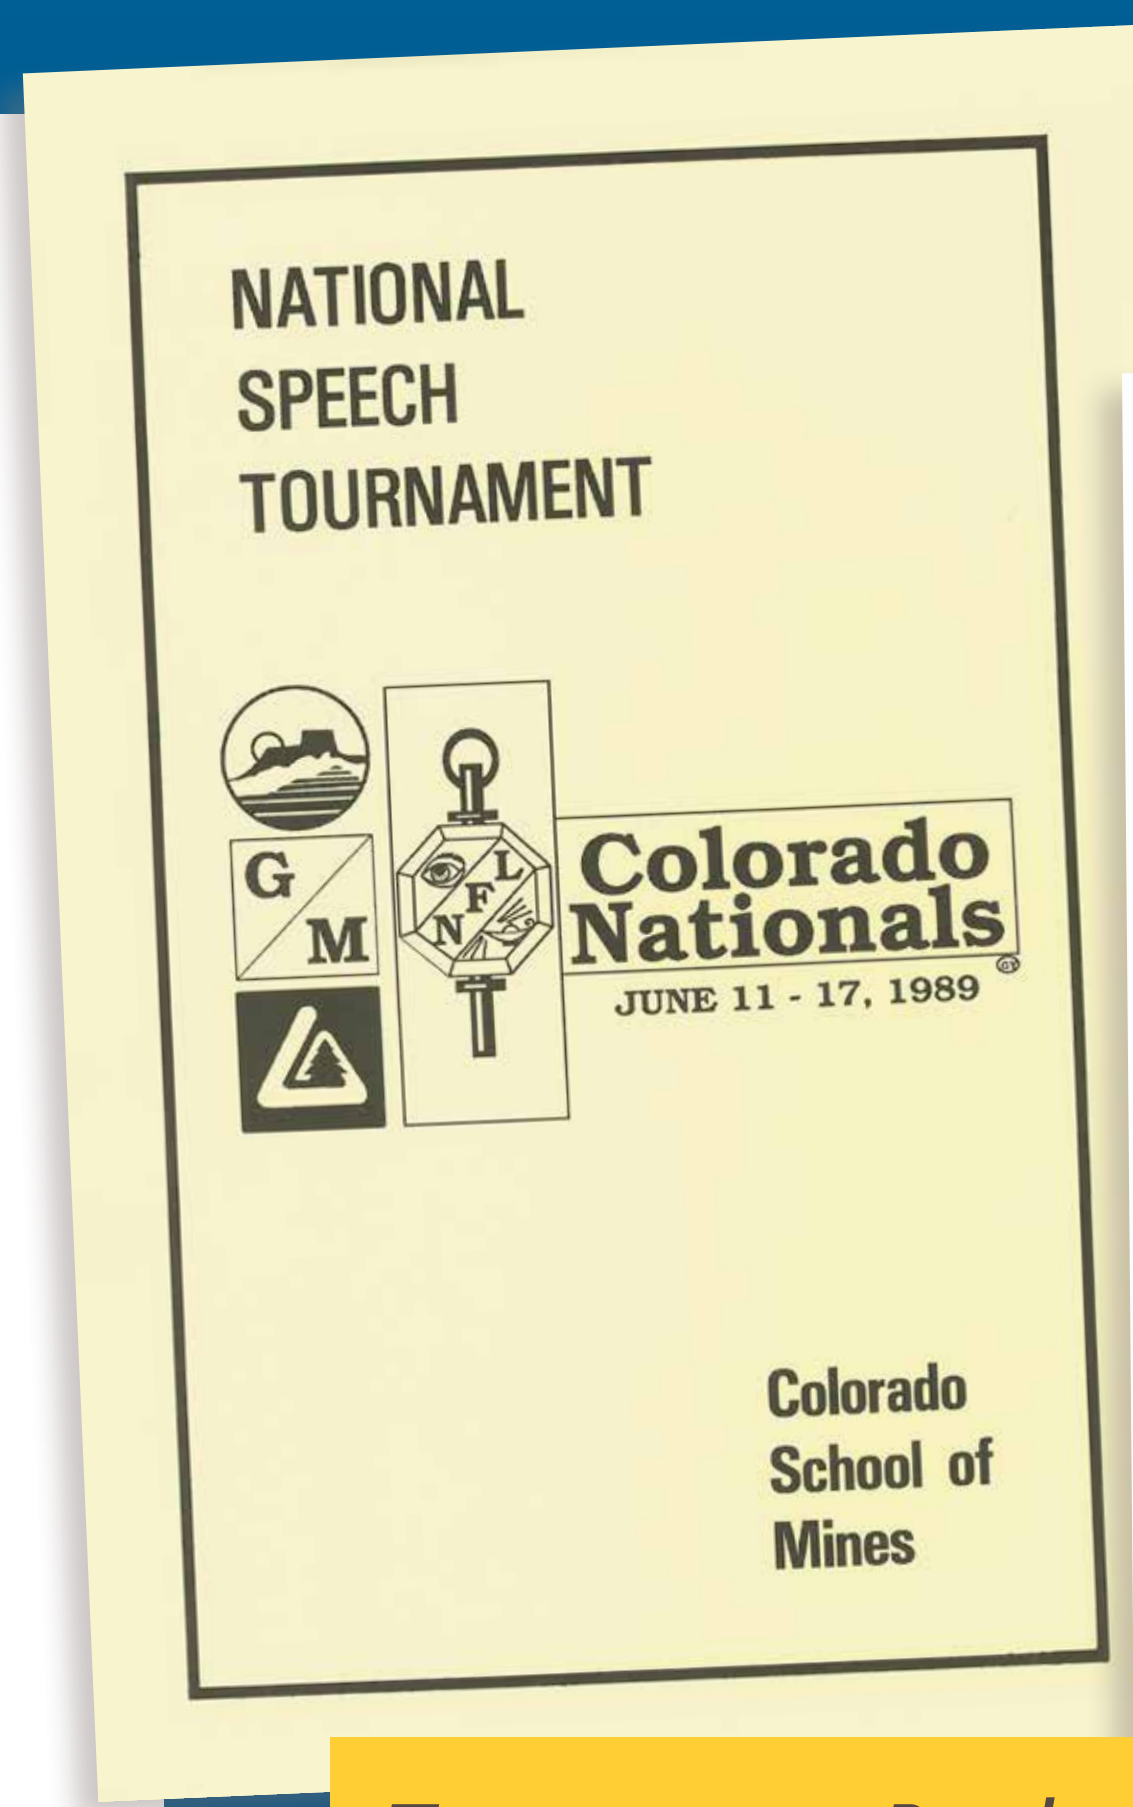 NATIONAL
SPEECH
TOURNAMENT
G
M
L
F
N
Colorado
Nationals
JUNE 11 - 17, 1989
Colorado
School of
Mines